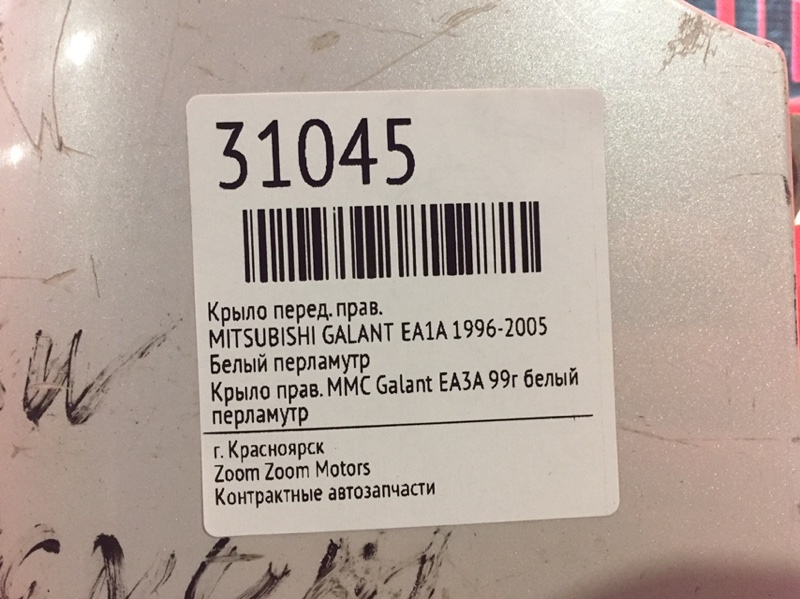 31045
Крыло перед. прав.
MITSUBISHI GALANT EA1A 1996-2005
Белый перламутр
Крыло прав. MMC Galant EA3A 99г белый
перламутр
г. Красноярск
Zoom Zoom Motors
Контрактные автозапчасти